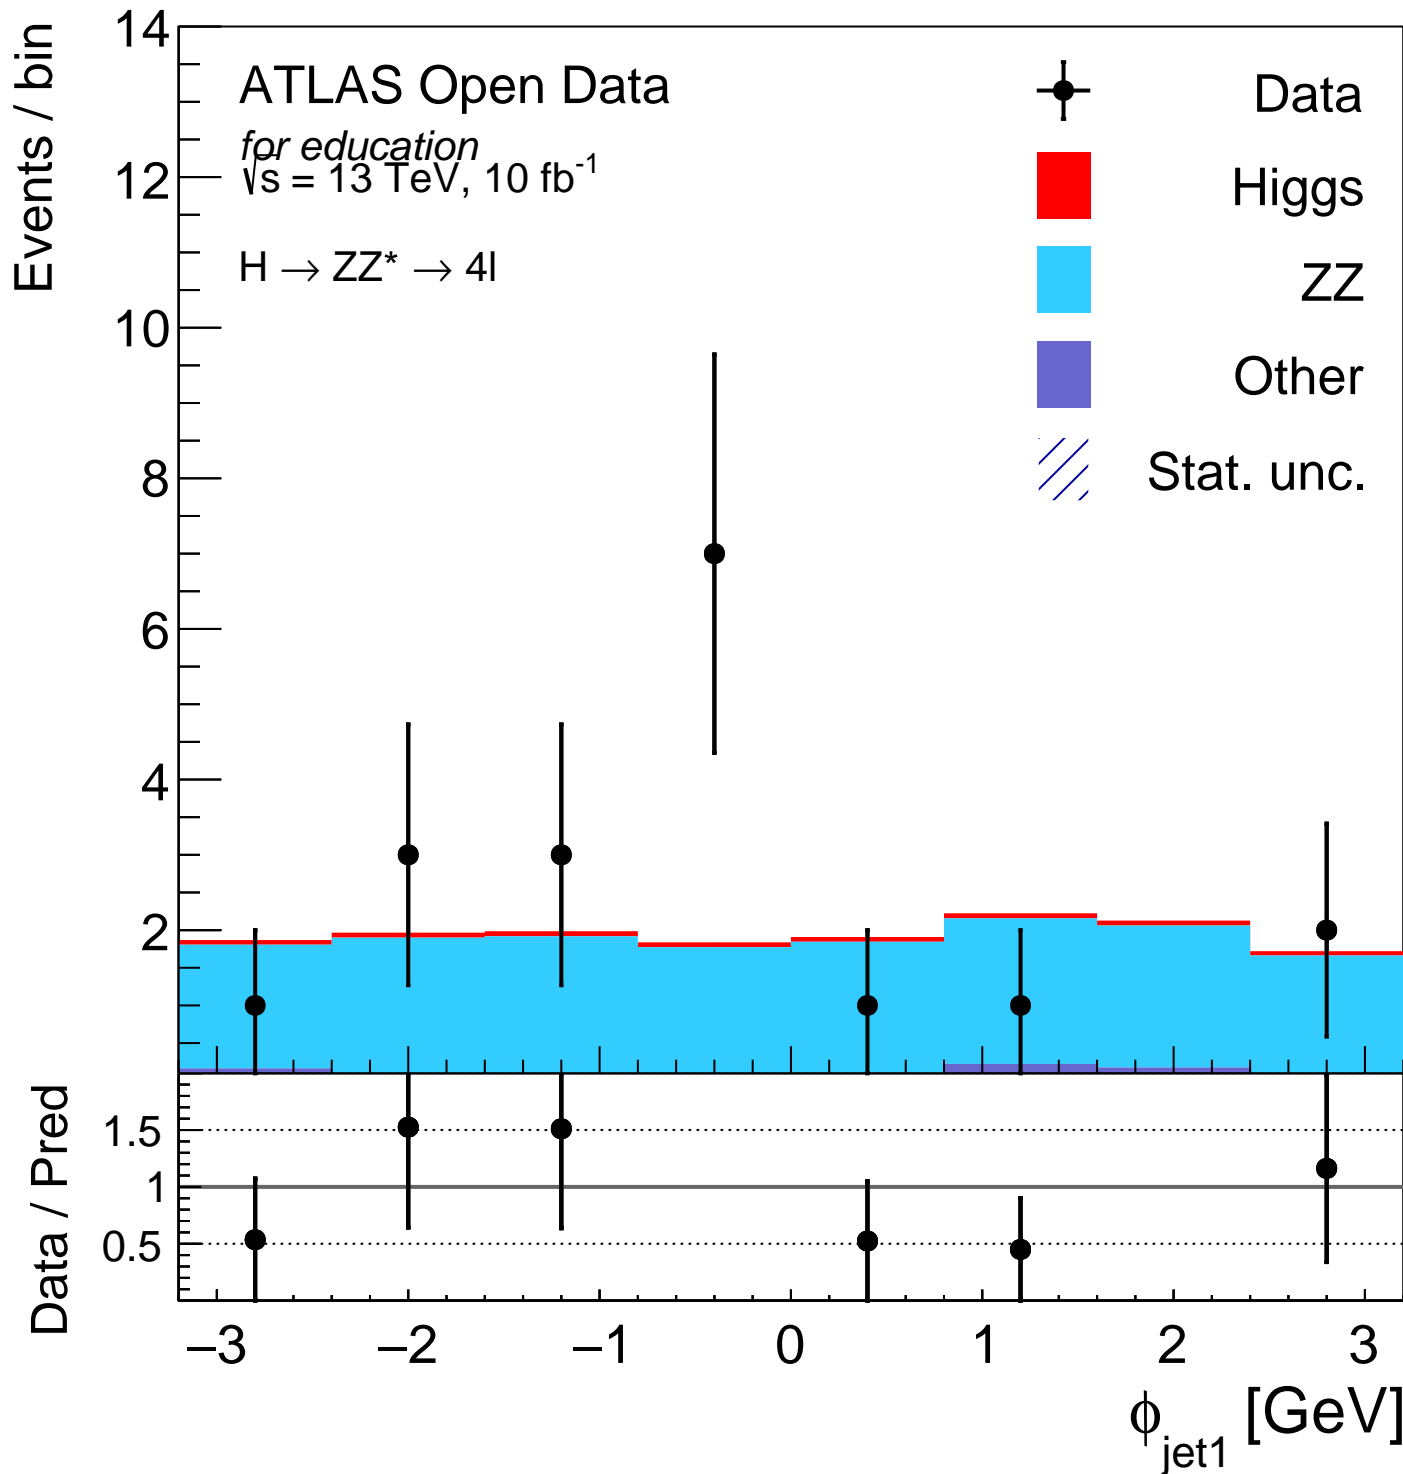 Events / bin
14
12
10
8
6
4
2
ATLAS Open Data
for education
√s = 13 TeV, 10 fb⁻¹
H → ZZ* → 4l
Data
Higgs
ZZ
Other
Stat. unc.
Data / Pred
1.5
1
0.5
−3 −2 −1 0 1 2 3
ϕ_jet1 [GeV]